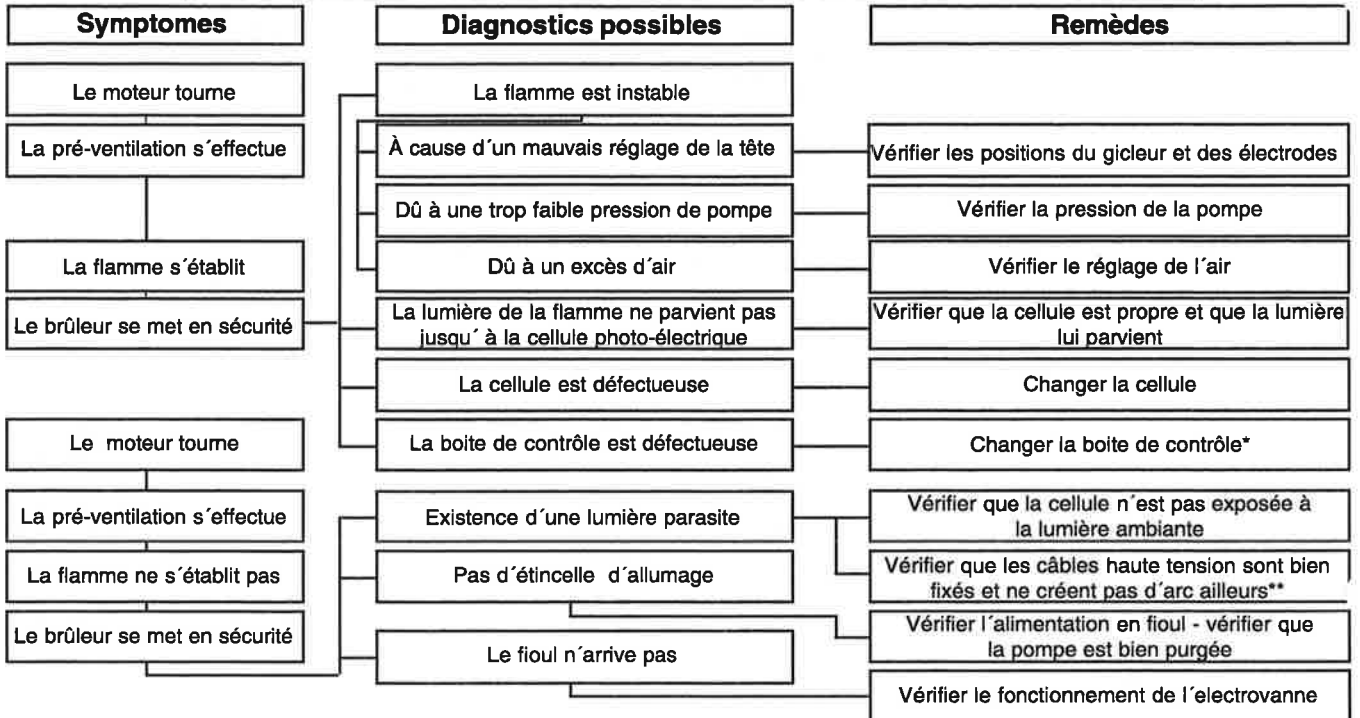 Symptomes
Diagnostics possibles
Remèdes
Le moteur tourne
La flamme est instable
La pré-ventilation s´effectue
À cause d´un mauvais réglage de la tête
Vérifier les positions du gicleur et des électrodes
Dû à une trop faible pression de pompe
Vérifier la pression de la pompe
La flamme s´établit
Dû à un excès d´air
Vérifier le réglage de l´air
Le brûleur se met en sécurité
La lumière de la flamme ne parvient pas
jusqu´ à la cellule photo-électrique
Vérifier que la cellule est propre et que la lumière
lui parvient
La cellule est défectueuse
Changer la cellule
Le moteur tourne
La boite de contrôle est défectueuse
Changer la boite de contrôle*
La pré-ventilation s´effectue
Existence d´une lumière parasite
Vérifier que la cellule n´est pas exposée à
la lumière ambiante
La flamme ne s´établit pas
Pas d´étincelle d´allumage
Vérifier que les câbles haute tension sont bien
fixés et ne créent pas d´arc ailleurs**
Le brûleur se met en sécurité
Le fioul n´arrive pas
Vérifier l´alimentation en fioul - vérifier que
la pompe est bien purgée
Vérifier le fonctionnement de l´electrovanne